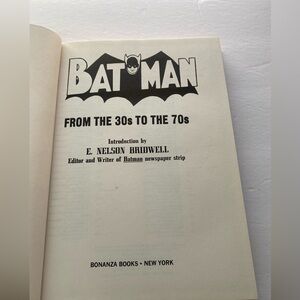 BATMAN
FROM THE 30s TO THE 70s
Introduction by
E. NELSON BRIDWELL
Editor and Writer of Batman newspaper strip
BONANZA BOOKS • NEW YORK